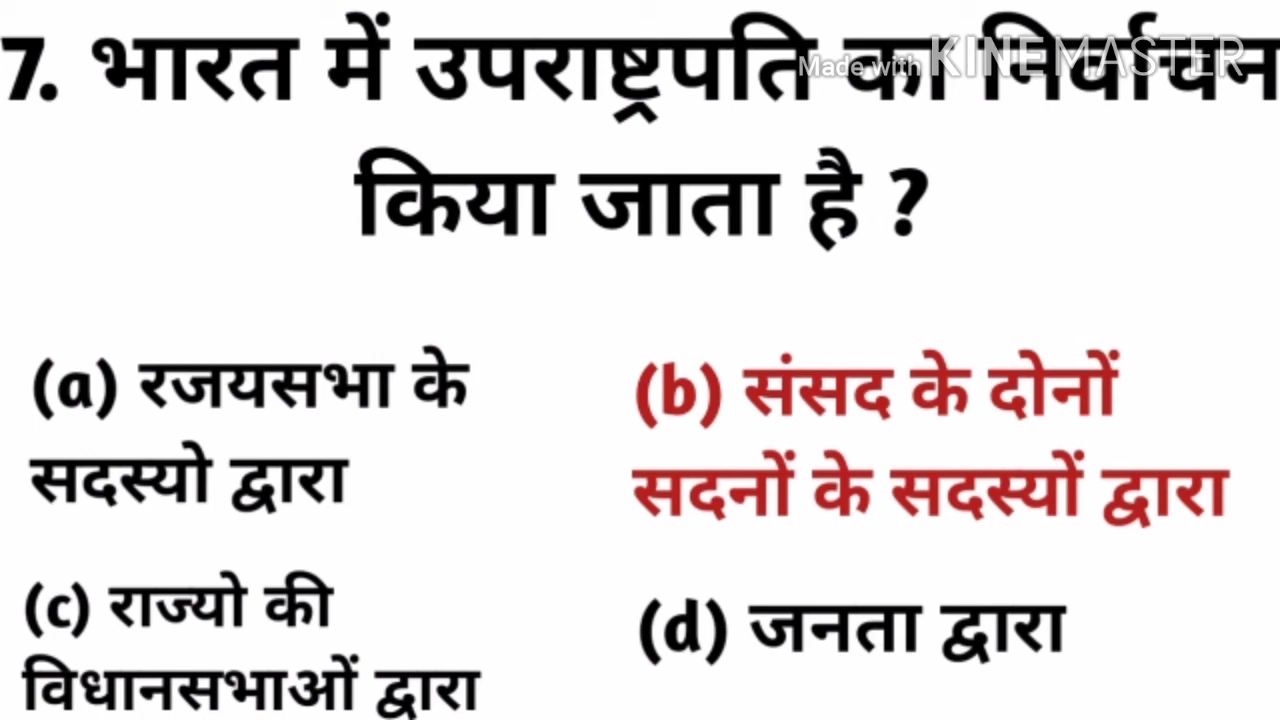 7. भारत में उपराष्ट्रपति का निर्वाचन
Made with KINEMASTER
किया जाता है ?
(a) रजयसभा के
सदस्यो द्वारा
(b) संसद के दोनों
सदनों के सदस्यों द्वारा
(c) राज्यो की
विधानसभाओं द्वारा
(d) जनता द्वारा